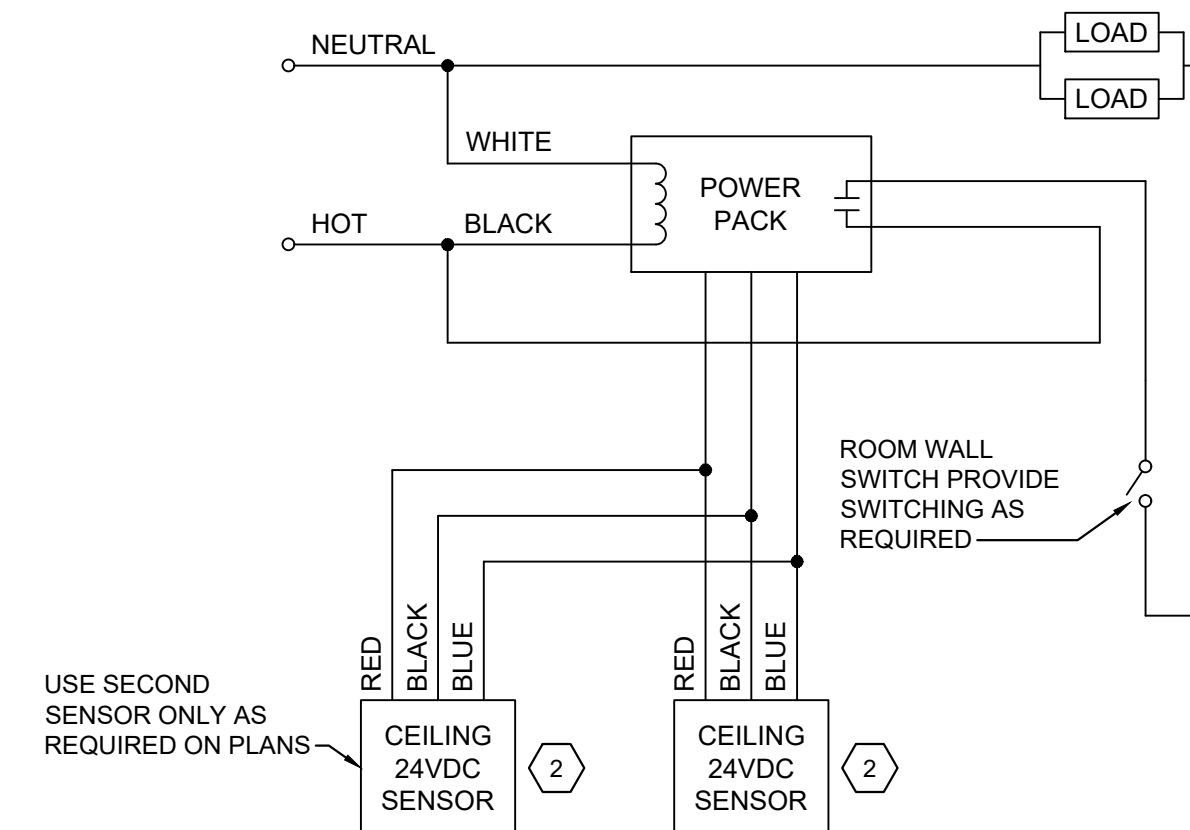 NEUTRAL
LOAD
LOAD
WHITE
POWER
PACK
HOT
BLACK
ROOM WALL
SWITCH PROVIDE
SWITCHING AS
REQUIRED
RED
BLACK
BLUE
RED
BLACK
BLUE
USE SECOND
SENSOR ONLY AS
REQUIRED ON PLANS
CEILING
24VDC
SENSOR
2
CEILING
24VDC
SENSOR
2